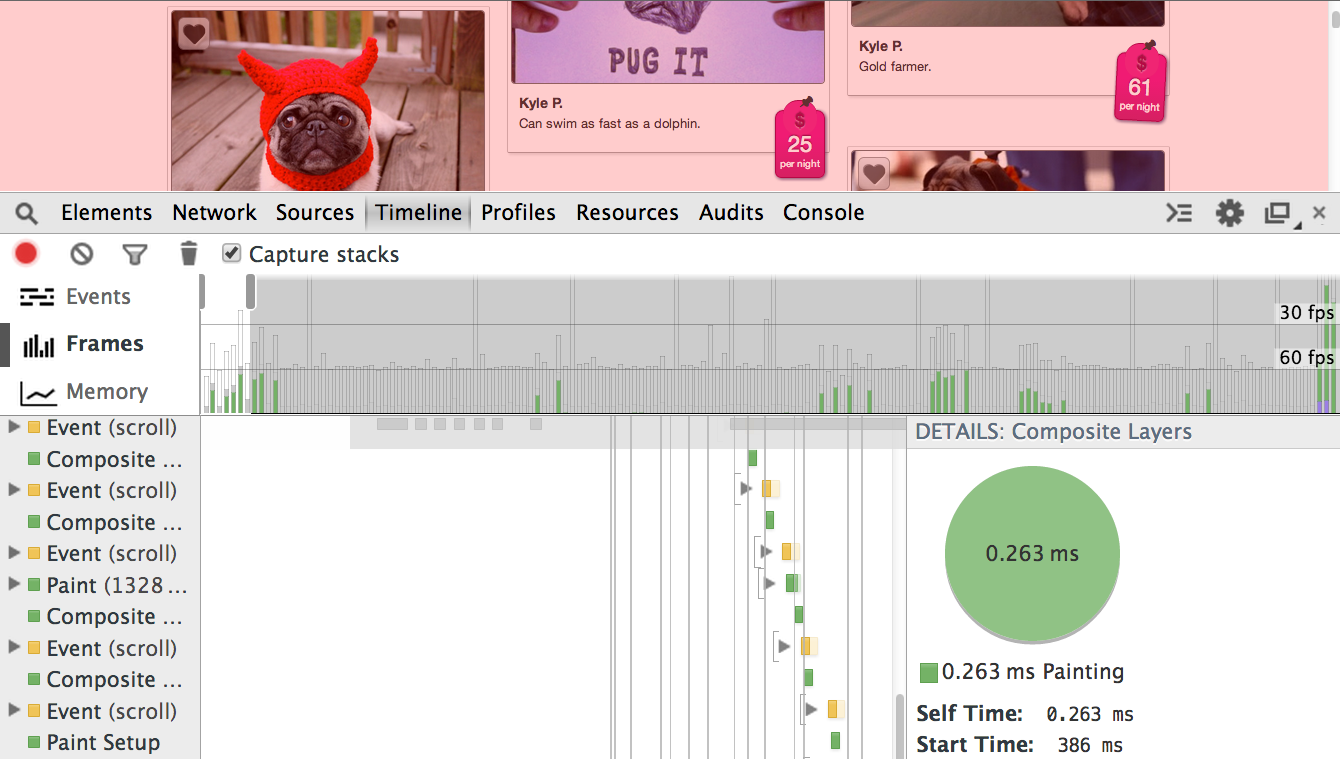 PUG IT
Kyle P.
Can swim as fast as a dolphin.
$
25
per night
Kyle P.
Gold farmer.
$
61
per night
Elements Network Sources Timeline Profiles Resources Audits Console
Capture stacks
Events
Frames
Memory
30 fps
60 fps
Event (scroll)
Composite ...
Event (scroll)
Composite ...
Event (scroll)
Paint (1328 ...
Composite ...
Event (scroll)
Composite ...
Event (scroll)
Paint Setup
DETAILS: Composite Layers
0.263 ms
0.263 ms Painting
Self Time: 0.263 ms
Start Time: 386 ms